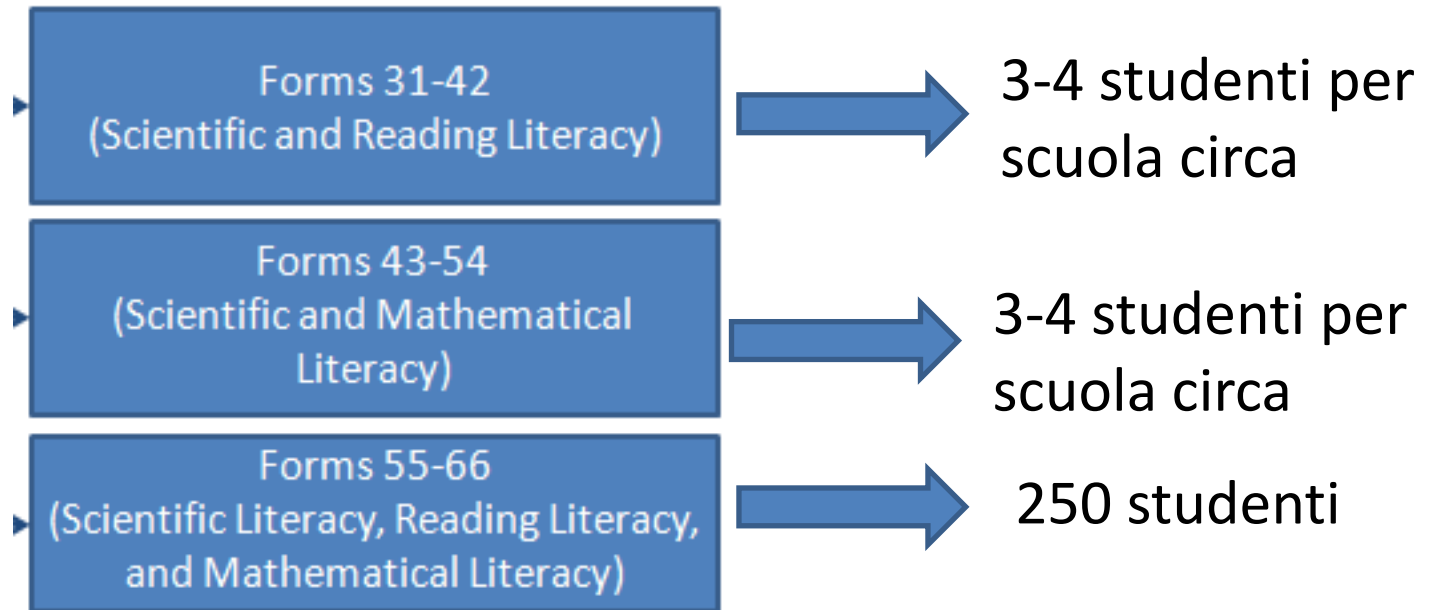 Forms 31-42
(Scientific and Reading Literacy)
3-4 studenti per
scuola circa
Forms 43-54
(Scientific and Mathematical
Literacy)
3-4 studenti per
scuola circa
Forms 55-66
(Scientific Literacy, Reading Literacy,
and Mathematical Literacy)
250 studenti